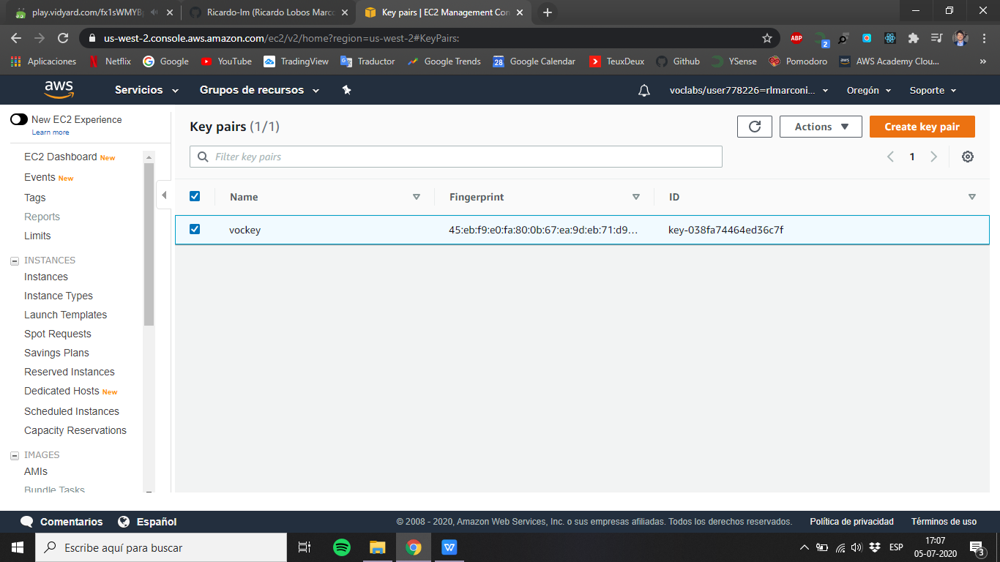 play.vidyard.com/fx1sWMYB
Ricardo-lm (Ricardo Lobos Marco
Key pairs | EC2 Management Con
us-west-2.console.aws.amazon.com/ec2/v2/home?region=us-west-2#KeyPairs:
ABP
2
Aplicaciones
Netflix
Google
YouTube
TradingView
Traductor
Google Trends
28
Google Calendar
TeuxDeux
Github
YSense
Pomodoro
aws
AWS Academy Clou...
»
aws
Servicios
Grupos de recursos
voclabs/user778226=rlmarconi...
Oregón
Soporte
New EC2 Experience
Learn more
EC2 Dashboard New
Events New
Tags
Reports
Limits
INSTANCES
Instances
Instance Types
Launch Templates
Spot Requests
Savings Plans
Reserved Instances
Dedicated Hosts New
Scheduled Instances
Capacity Reservations
IMAGES
AMIs
Bundle Tasks
Key pairs (1/1)
Actions
Create key pair
Filter key pairs
1
Name
Fingerprint
ID
vockey
45:eb:f9:e0:fa:80:0b:67:ea:9d:eb:71:d9...
key-038fa74464ed36c7f
Comentarios
Español
© 2008 - 2020, Amazon Web Services, Inc. o sus empresas afiliadas. Todos los derechos reservados.
Política de privacidad
Términos de uso
Escribe aquí para buscar
W
ESP
17:07
05-07-2020
3